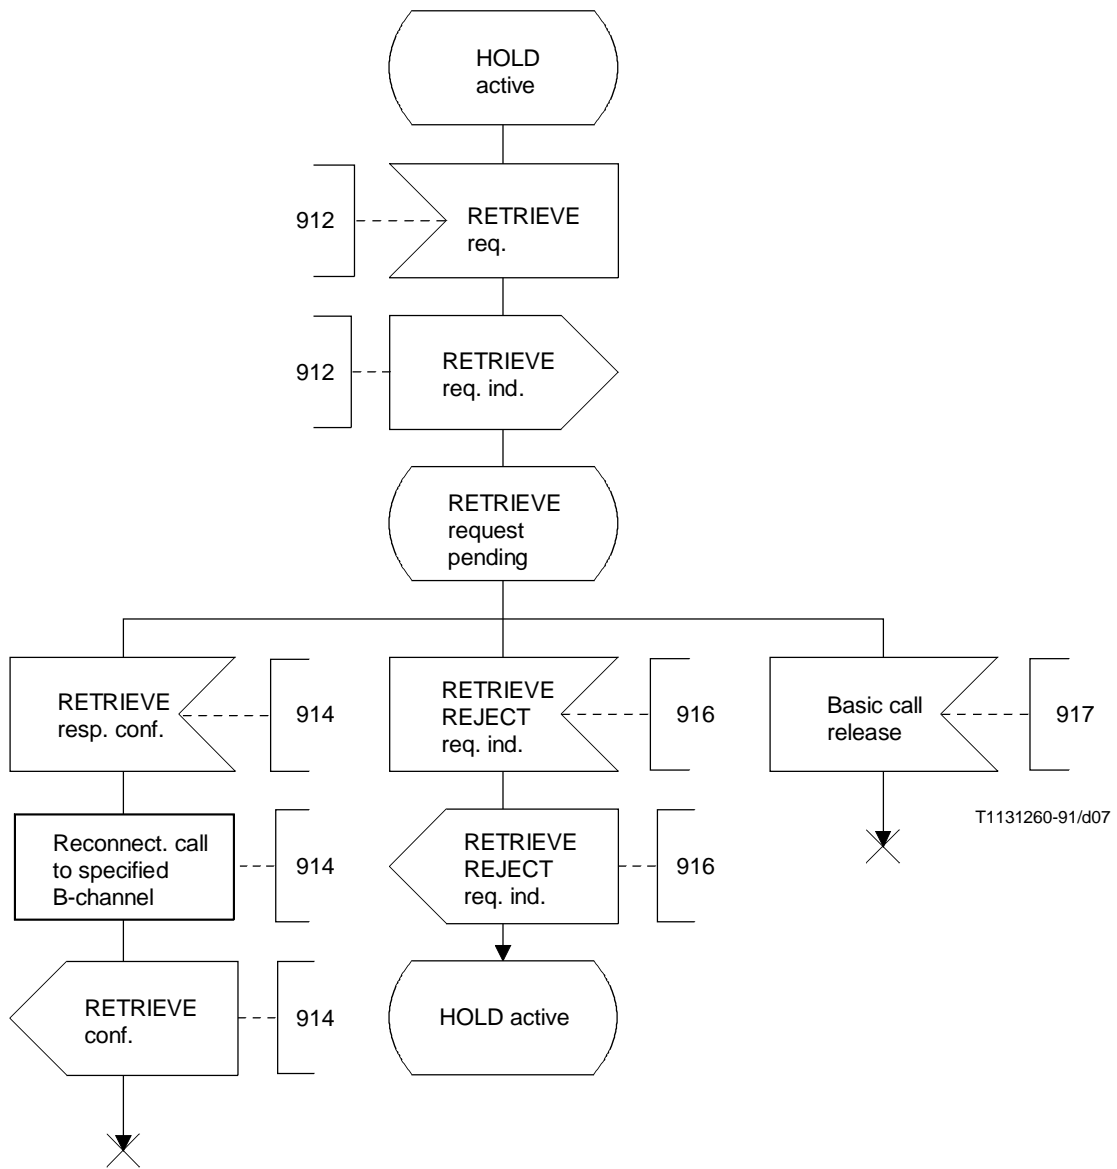 HOLD
active
912
RETRIEVE
req.
912
RETRIEVE
req. ind.
RETRIEVE
request
pending
RETRIEVE
resp. conf.
914
RETRIEVE
REJECT
req. ind.
916
Basic call
release
917
T1131260-91/d07
Reconnect. call
to specified
B-channel
914
RETRIEVE
REJECT
req. ind.
916
RETRIEVE
conf.
914
HOLD active